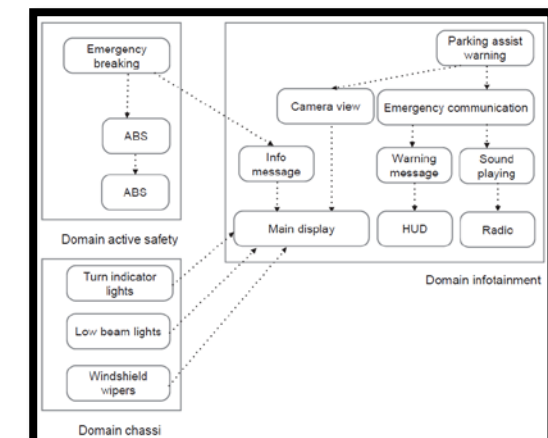 Emergency
breaking
ABS
ABS
Domain active safety
Parking assist
warning
Camera view
Emergency communication
Info
message
Warning
message
Sound
playing
Main display
HUD
Radio
Domain infotainment
Turn indicator
lights
Low beam lights
Windshield
wipers
Domain chassi